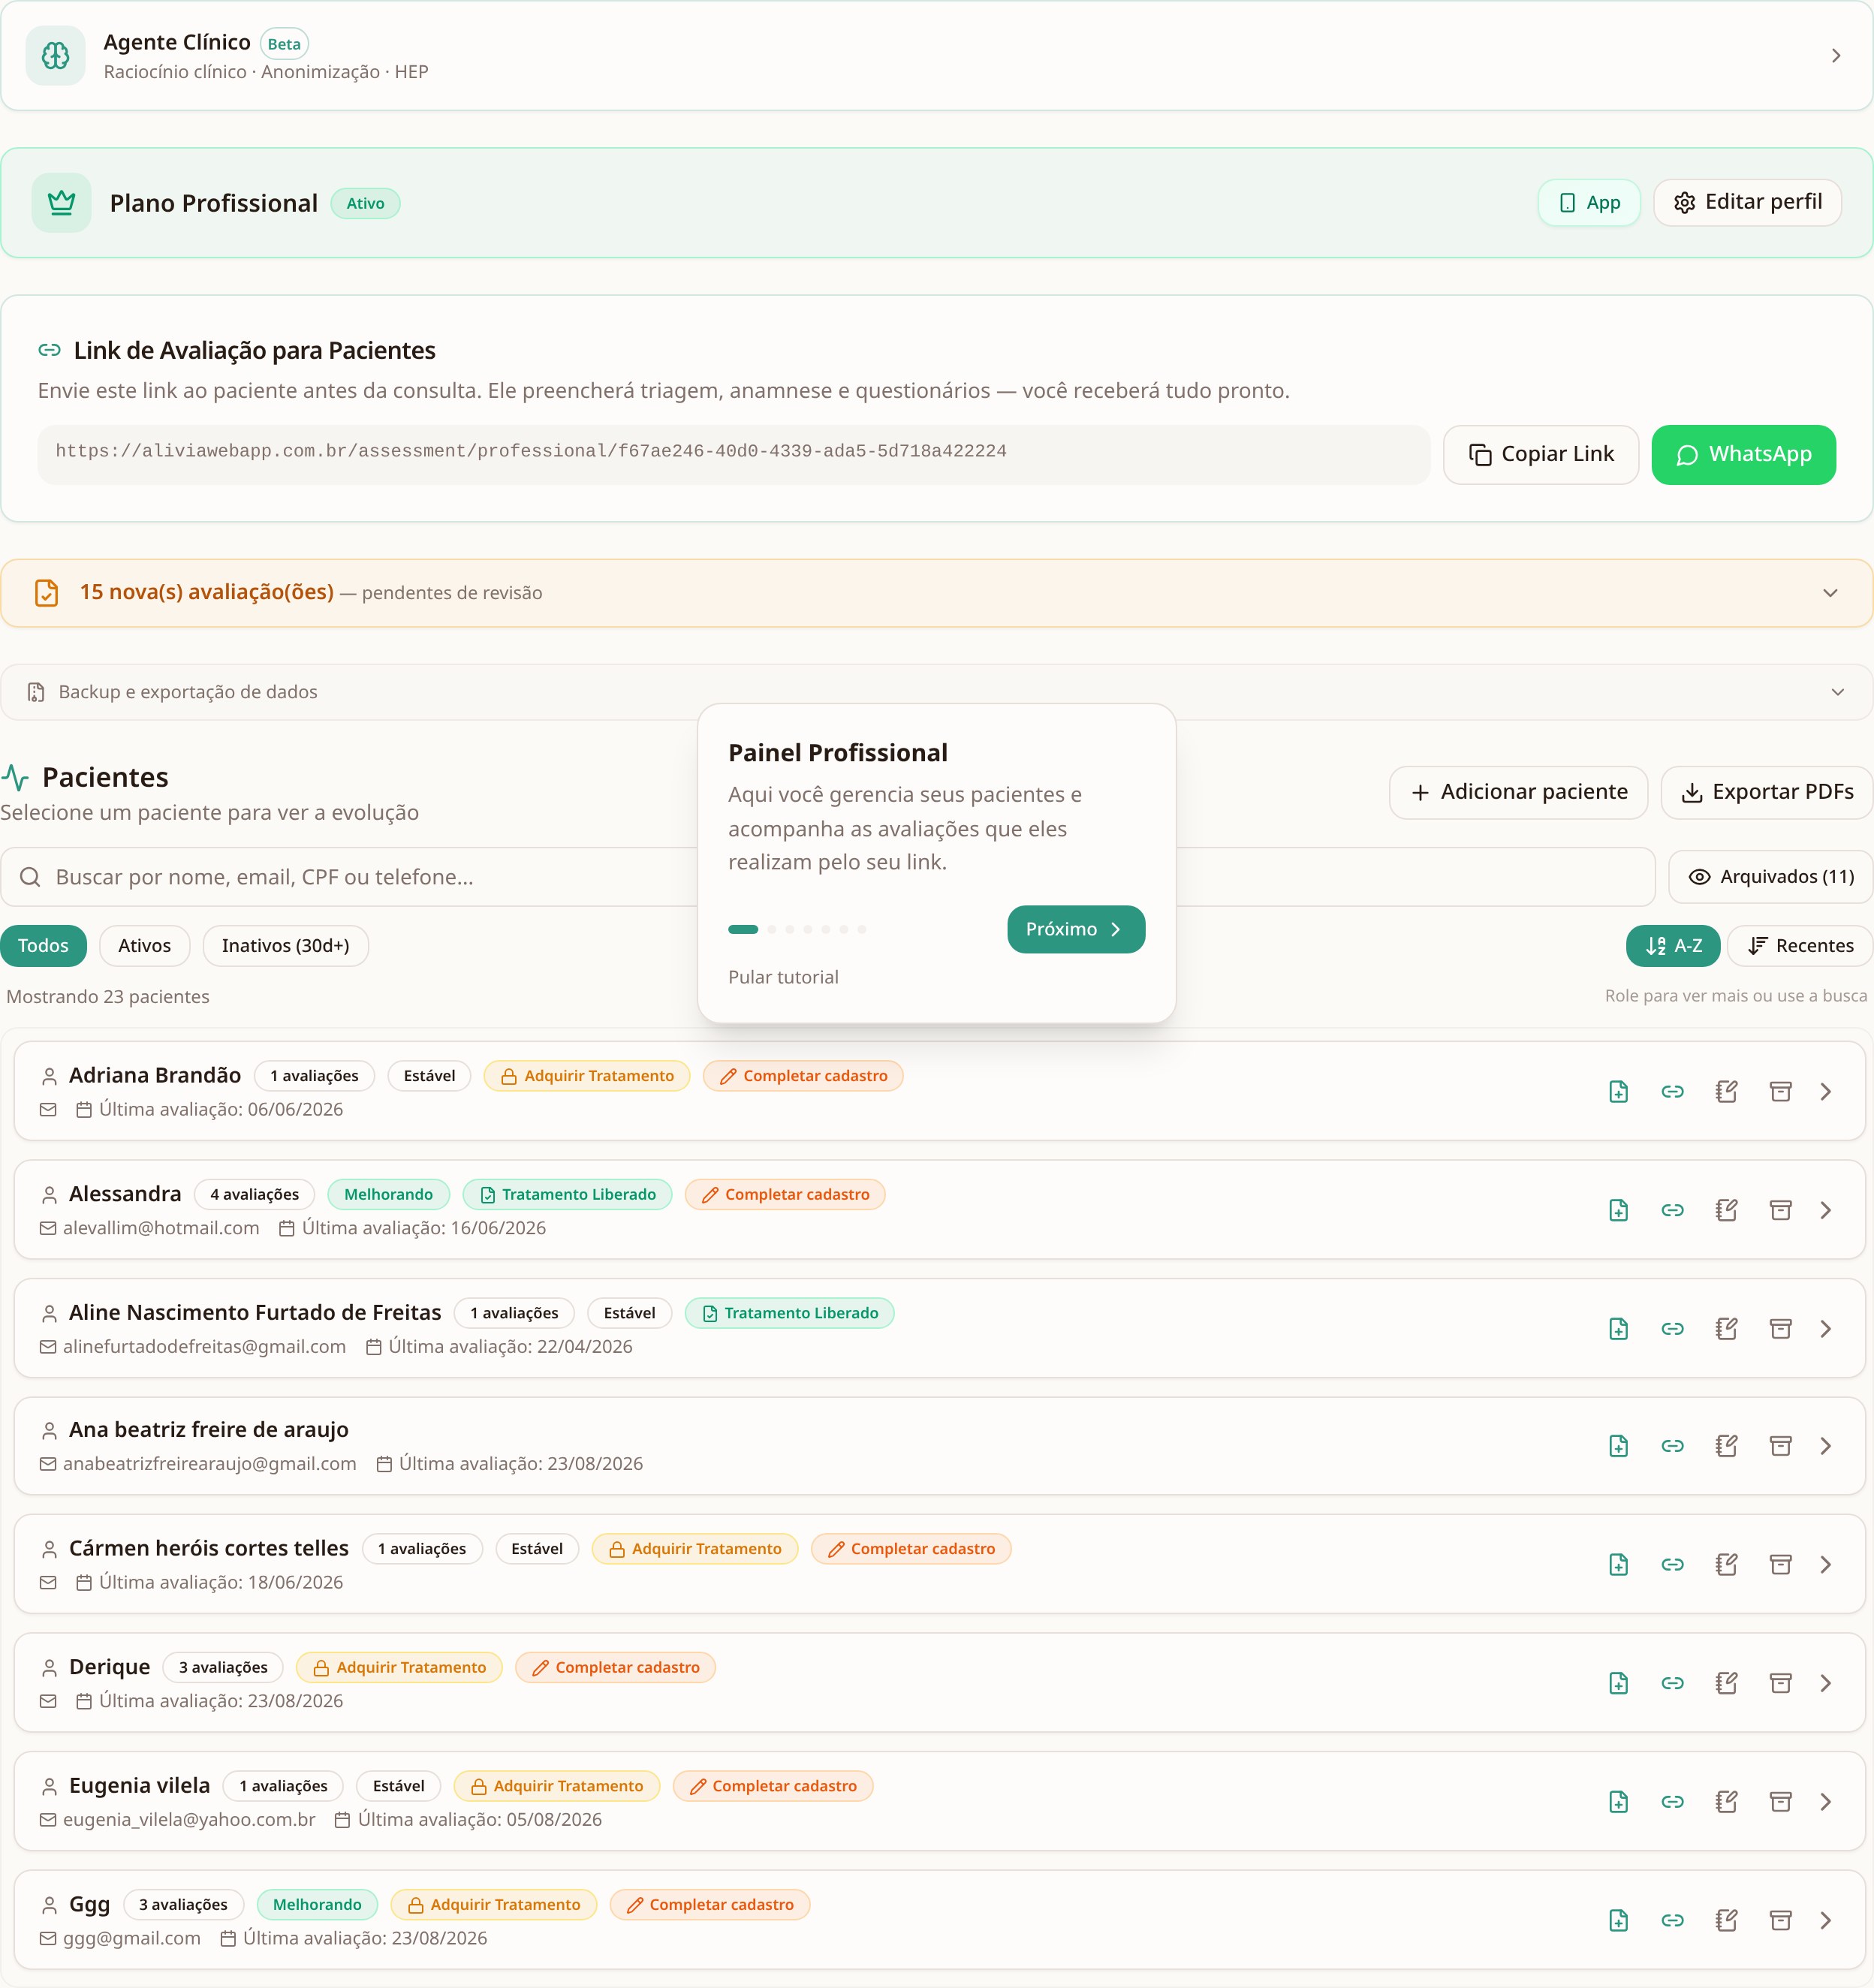 Agente Clínico Beta
Raciocínio clínico · Anonimização · HEP
Plano Profissional Ativo
App Editar perfil
Link de Avaliação para Pacientes
Envie este link ao paciente antes da consulta. Ele preencherá triagem, anamnese e questionários — você receberá tudo pronto.
https://aliviawebapp.com.br/assessment/professional/f67ae246-40d0-4339-ada5-5d718a422224 Copiar Link WhatsApp
15 nova(s) avaliação(ões) — pendentes de revisão
Backup e exportação de dados
Pacientes
Selecione um paciente para ver a evolução
Adicionar paciente Exportar PDFs
Buscar por nome, email, CPF ou telefone...
Arquivados (11)
Todos Ativos Inativos (30d+)
A-Z Recentes
Mostrando 23 pacientes
Role para ver mais ou use a busca
Painel Profissional
Aqui você gerencia seus pacientes e
acompanha as avaliações que eles
realizam pelo seu link.
Próximo
Pular tutorial
Adriana Brandão 1 avaliações Estável Adquirir Tratamento Completar cadastro
Última avaliação: 06/06/2026
Alessandra 4 avaliações Melhorando Tratamento Liberado Completar cadastro
alevallim@hotmail.com Última avaliação: 16/06/2026
Aline Nascimento Furtado de Freitas 1 avaliações Estável Tratamento Liberado
alinefurtadodefreitas@gmail.com Última avaliação: 22/04/2026
Ana beatriz freire de araujo
anabeatrizfreirearaujo@gmail.com Última avaliação: 23/08/2026
Cármen heróis cortes telles 1 avaliações Estável Adquirir Tratamento Completar cadastro
Última avaliação: 18/06/2026
Derique 3 avaliações Adquirir Tratamento Completar cadastro
Última avaliação: 23/08/2026
Eugenia vilela 1 avaliações Estável Adquirir Tratamento Completar cadastro
eugenia_vilela@yahoo.com.br Última avaliação: 05/08/2026
Ggg 3 avaliações Melhorando Adquirir Tratamento Completar cadastro
ggg@gmail.com Última avaliação: 23/08/2026